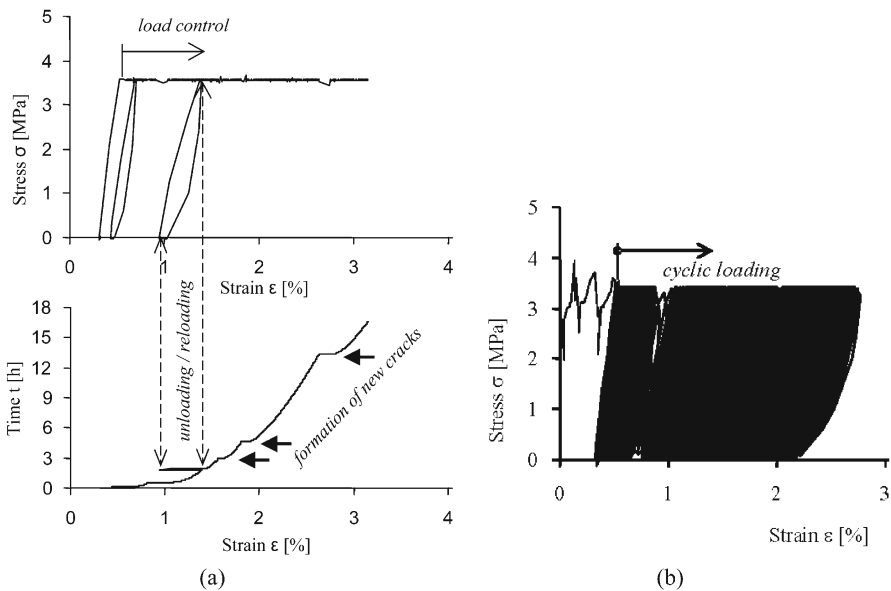 load control
5
4
3
2
1
0
Stress σ [MPa]
0 1 2 3 4
Strain ε [%]
18
15
12
9
6
3
0
Time t [h]
unloading / reloading
formation of new cracks
0 1 2 3 4
Strain ε [%]
(a)
5
4
3
2
1
0
Stress σ [MPa]
cyclic loading
0 1 2 3
Strain ε [%]
(b)